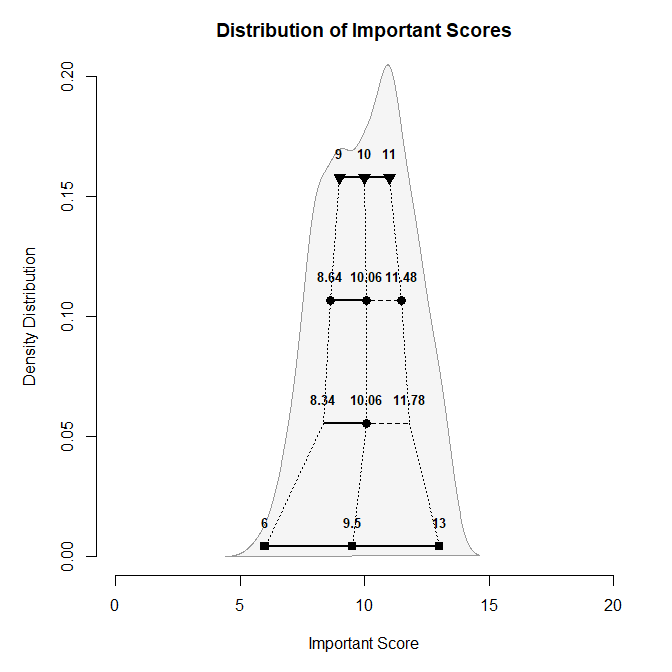 Distribution of Important Scores
0.20
0.15
0.10
0.05
0.00
Density Distribution
9 10 11
8.64 10.06 11.48
8.34 10.06 11.78
6 9.5 13
0 5 10 15 20
Important Score